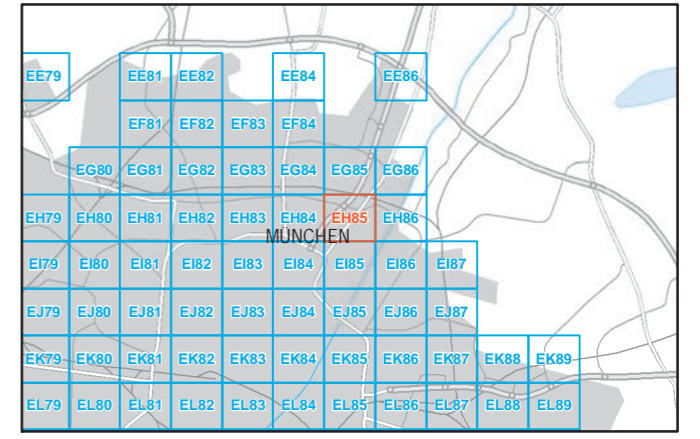 EE79 EE81 EE82 EE84 EE86
EF81 EF82 EF83 EF84
EG80 EG81 EG82 EG83 EG84 EG85 EG86
EH79 EH80 EH81 EH82 EH83 EH84 EH85 EH86
MÜNCHEN
EI79 EI80 EI81 EI82 EI83 EI84 EI85 EI86 EI87
EJ79 EJ80 EJ81 EJ82 EJ83 EJ84 EJ85 EJ86 EJ87
EK79 EK80 EK81 EK82 EK83 EK84 EK85 EK86 EK87 EK88 EK89
EL79 EL80 EL81 EL82 EL83 EL84 EL85 EL86 EL87 EL88 EL89